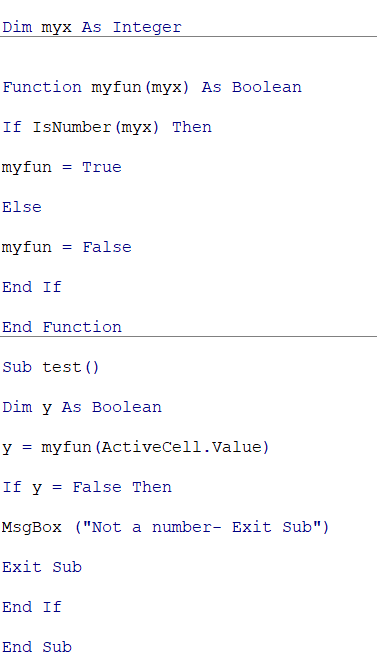 Dim myx As Integer
Function myfun(myx) As Boolean
If IsNumber(myx) Then
myfun = True
Else
myfun = False
End If
End Function
Sub test()
Dim y As Boolean
y = myfun(ActiveCell.Value)
If y = False Then
MsgBox ("Not a number- Exit Sub")
Exit Sub
End If
End Sub